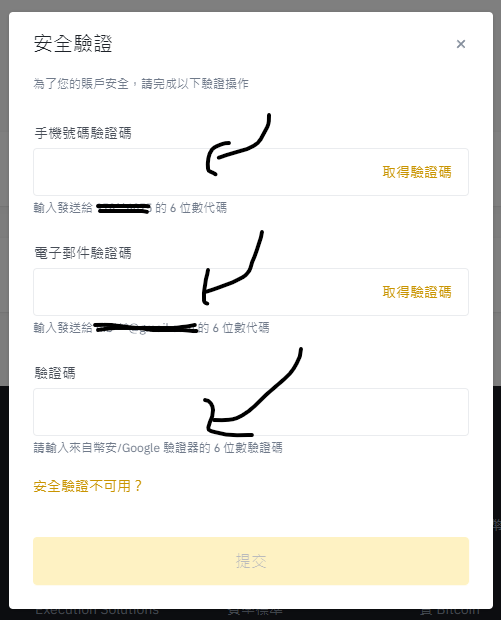 安全驗證
為了您的賬戶安全，請完成以下驗證操作
手機號碼驗證碼
取得驗證碼
輸入發送給 的 6 位數代碼
電子郵件驗證碼
取得驗證碼
輸入發送給 的 6 位數代碼
驗證碼
請輸入來自幣安/Google 驗證器的 6 位數驗證碼
安全驗證不可用？
提交
Execution Solutions
費率標準
買 Bitcoin